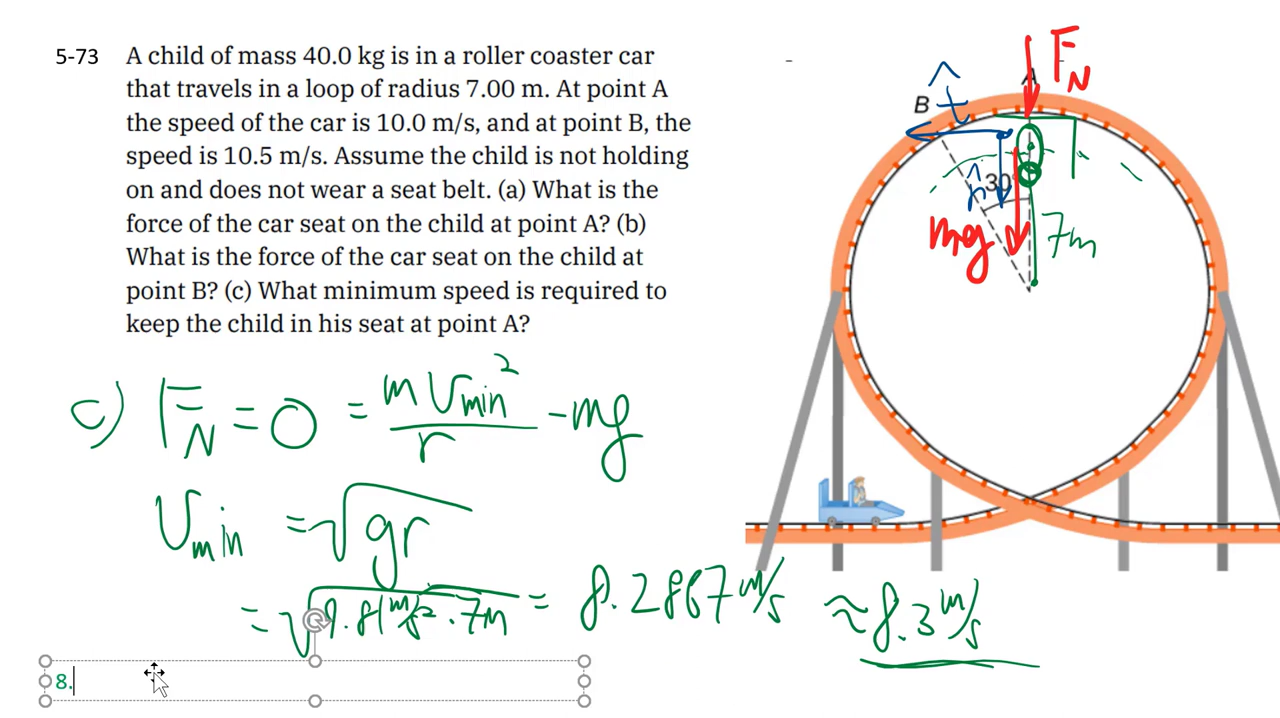 5-73 A child of mass 40.0 kg is in a roller coaster car
that travels in a loop of radius 7.00 m. At point A
the speed of the car is 10.0 m/s, and at point B, the
speed is 10.5 m/s. Assume the child is not holding
on and does not wear a seat belt. (a) What is the
force of the car seat on the child at point A? (b)
What is the force of the car seat on the child at
point B? (c) What minimum speed is required to
keep the child in his seat at point A?
F_N
A
B
t̂
n̂
30°
mg
7m
c) F_N = 0 = m v_min² / r - mg
v_min = √gr
= √9.81 m/s² · 7m = 8.2867 m/s ≈ 8.3 m/s
8.